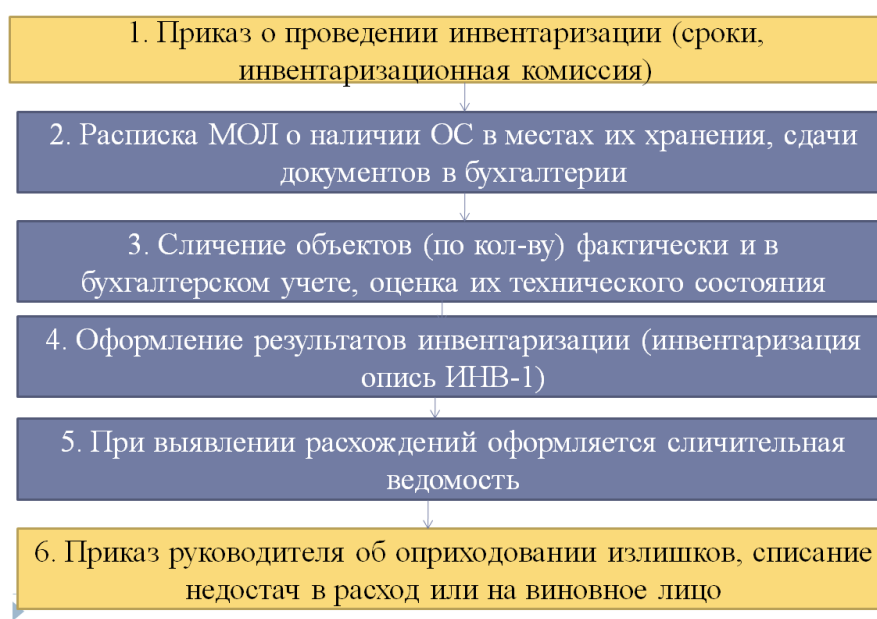 1. Приказ о проведении инвентаризации (сроки,
инвентаризационная комиссия)
2. Расписка МОЛ о наличии ОС в местах их хранения, сдачи
документов в бухгалтерии
3. Сличение объектов (по кол-ву) фактически и в
бухгалтерском учете, оценка их технического состояния
4. Оформление результатов инвентаризации (инвентаризация
опись ИНВ-1)
5. При выявлении расхождений оформляется сличительная
ведомость
6. Приказ руководителя об оприходовании излишков, списание
недостач в расход или на виновное лицо